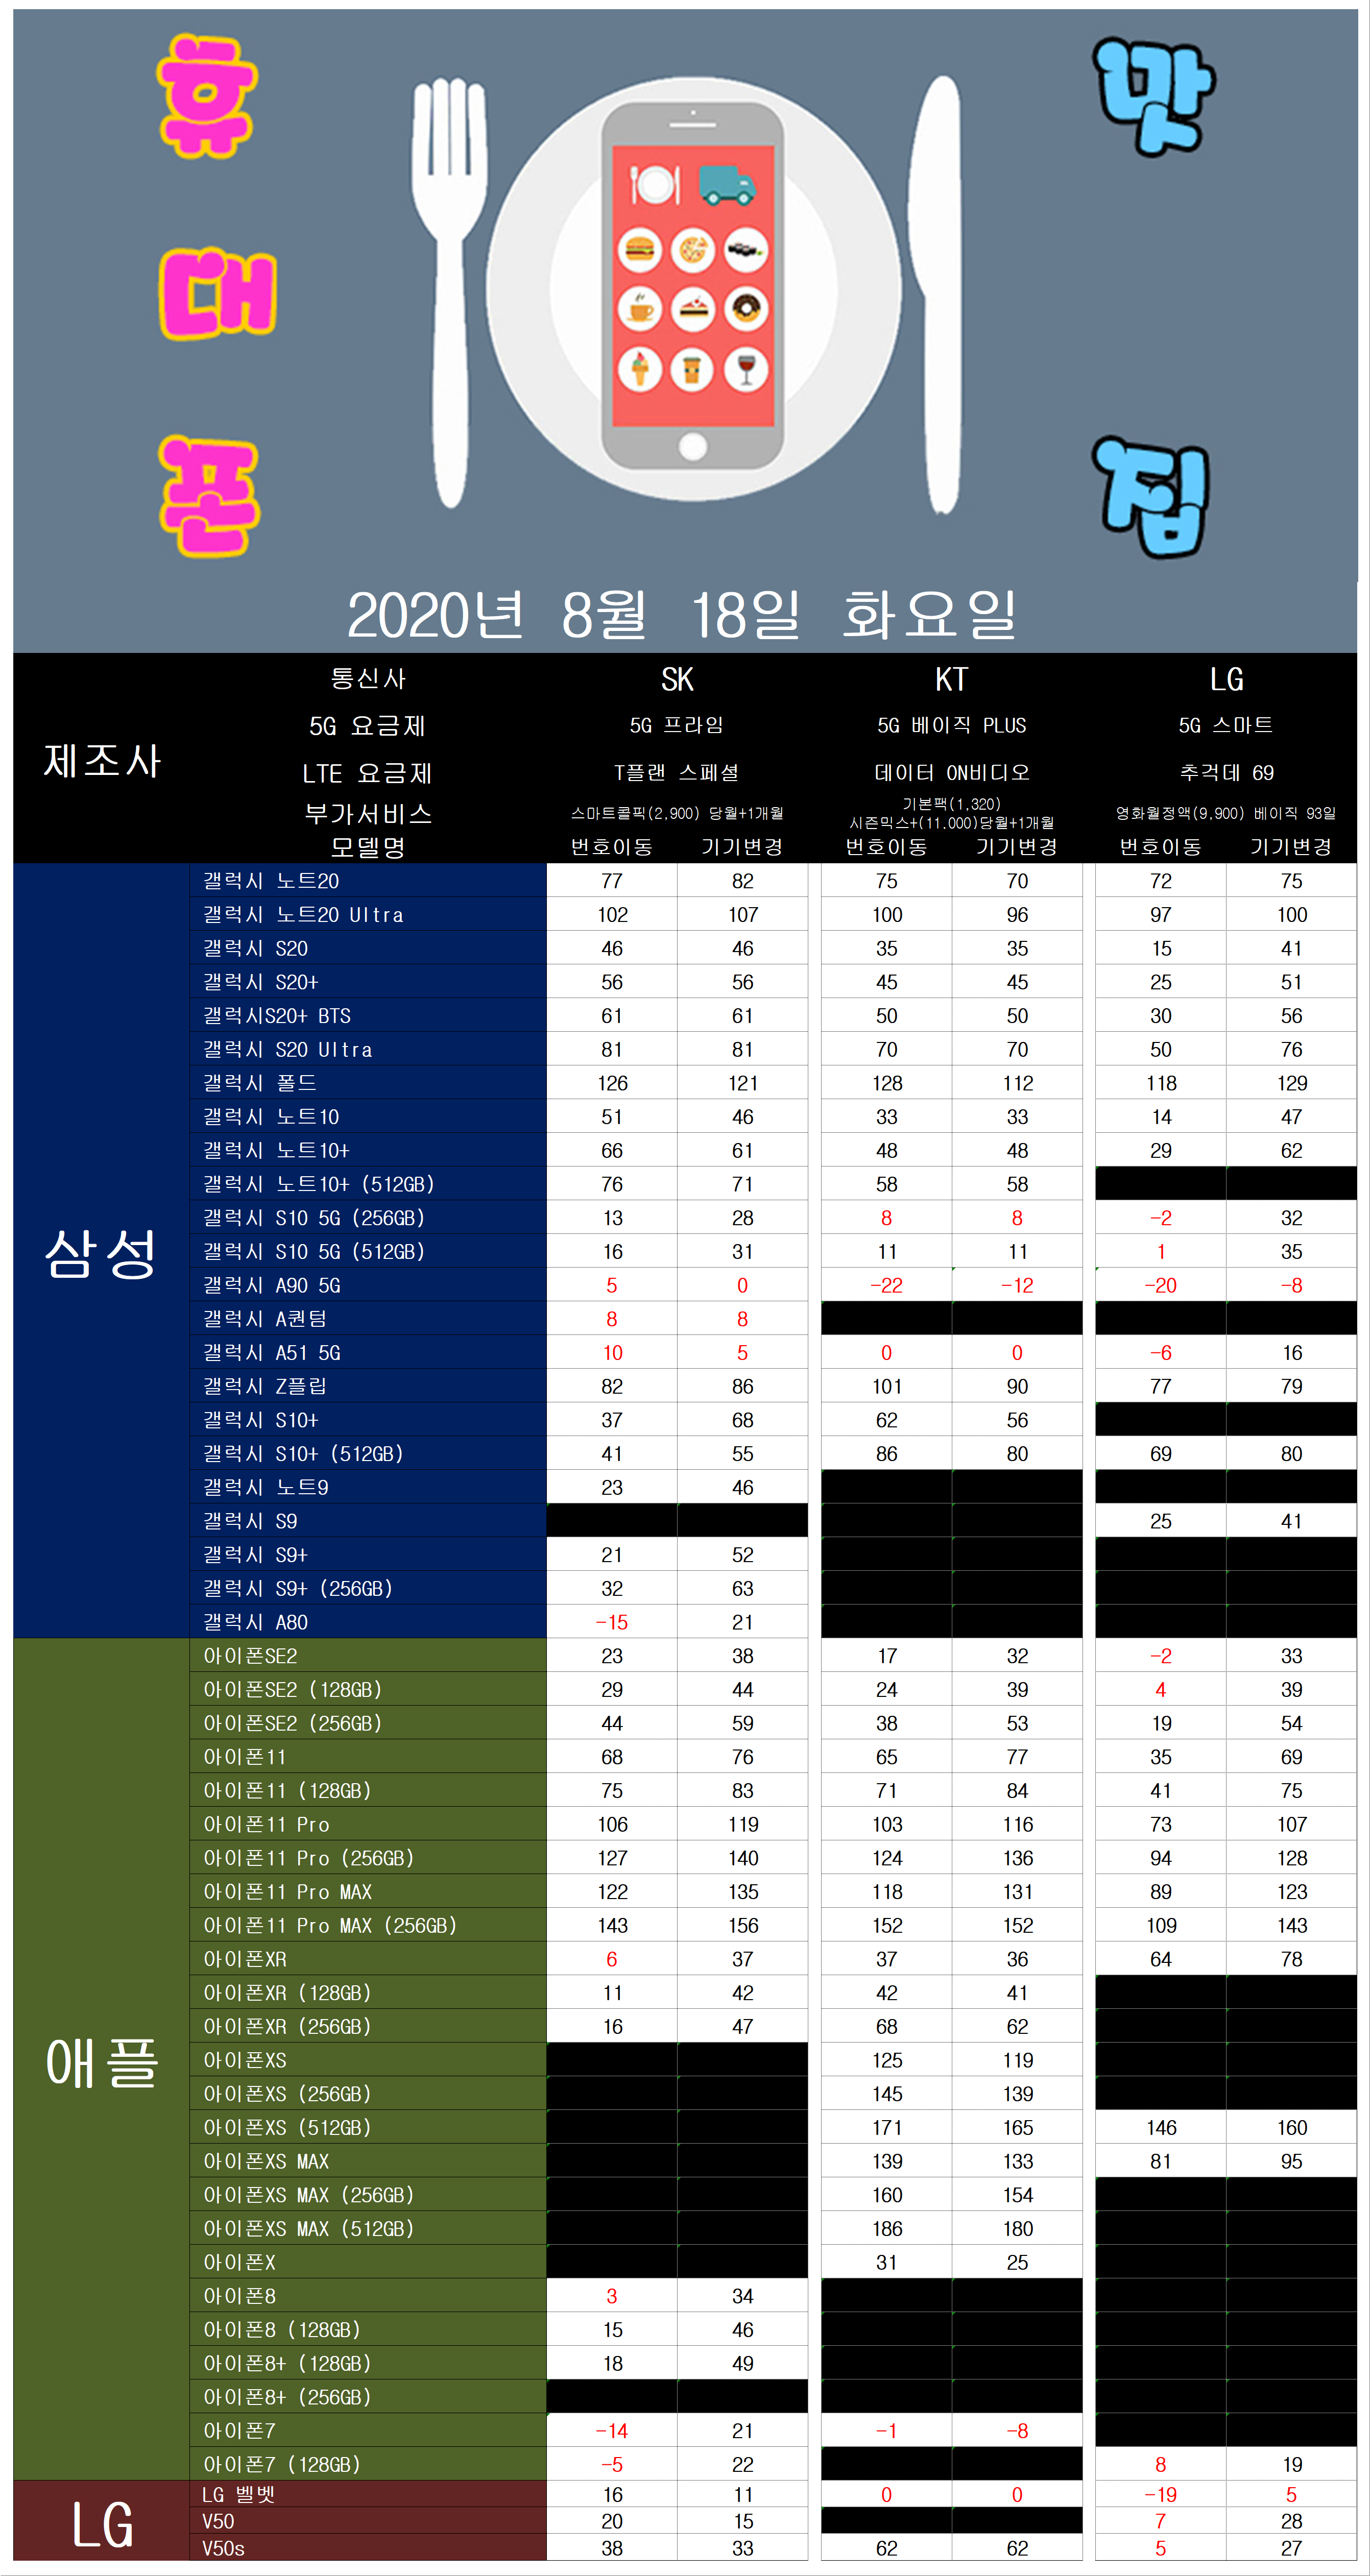 휴 맛
대
폰 집
2020년 8월 18일 화요일
제조사
통신사 SK KT LG
5G 요금제 5G 프라임 5G 베이직 PLUS 5G 스마트
LTE 요금제 T플랜 스페셜 데이터 ON비디오 추걱데 69
부가서비스 스마트콜픽(2,900) 당월+1개월 기본팩(1,320) 영화월정액(9,900) 베이직 93일
시즌믹스+(11,000)당월+1개월
모델명 번호이동 기기변경 번호이동 기기변경 번호이동 기기변경
삼성
갤럭시 노트20 77 82 75 70 72 75
갤럭시 노트20 Ultra 102 107 100 96 97 100
갤럭시 S20 46 46 35 35 15 41
갤럭시 S20+ 56 56 45 45 25 51
갤럭시S20+ BTS 61 61 50 50 30 56
갤럭시 S20 Ultra 81 81 70 70 50 76
갤럭시 폴드 126 121 128 112 118 129
갤럭시 노트10 51 46 33 33 14 47
갤럭시 노트10+ 66 61 48 48 29 62
갤럭시 노트10+ (512GB) 76 71 58 58
갤럭시 S10 5G (256GB) 13 28 8 8 -2 32
갤럭시 S10 5G (512GB) 16 31 11 11 1 35
갤럭시 A90 5G 5 0 -22 -12 -20 -8
갤럭시 A퀀텀 8 8
갤럭시 A51 5G 10 5 0 0 -6 16
갤럭시 Z플립 82 86 101 90 77 79
갤럭시 S10+ 37 68 62 56
갤럭시 S10+ (512GB) 41 55 86 80 69 80
갤럭시 노트9 23 46
갤럭시 S9 25 41
갤럭시 S9+ 21 52
갤럭시 S9+ (256GB) 32 63
갤럭시 A80 -15 21
애플
아이폰SE2 23 38 17 32 -2 33
아이폰SE2 (128GB) 29 44 24 39 4 39
아이폰SE2 (256GB) 44 59 38 53 19 54
아이폰11 68 76 65 77 35 69
아이폰11 (128GB) 75 83 71 84 41 75
아이폰11 Pro 106 119 103 116 73 107
아이폰11 Pro (256GB) 127 140 124 136 94 128
아이폰11 Pro MAX 122 135 118 131 89 123
아이폰11 Pro MAX (256GB) 143 156 152 152 109 143
아이폰XR 6 37 37 36 64 78
아이폰XR (128GB) 11 42 42 41
아이폰XR (256GB) 16 47 68 62
아이폰XS 125 119
아이폰XS (256GB) 145 139
아이폰XS (512GB) 171 165 146 160
아이폰XS MAX 139 133 81 95
아이폰XS MAX (256GB) 160 154
아이폰XS MAX (512GB) 186 180
아이폰X 31 25
아이폰8 3 34
아이폰8 (128GB) 15 46
아이폰8+ (128GB) 18 49
아이폰8+ (256GB)
아이폰7 -14 21 -1 -8
아이폰7 (128GB) -5 22 8 19
LG
LG 벨벳 16 11 0 0 -19 5
V50 20 15 7 28
V50s 38 33 62 62 5 27